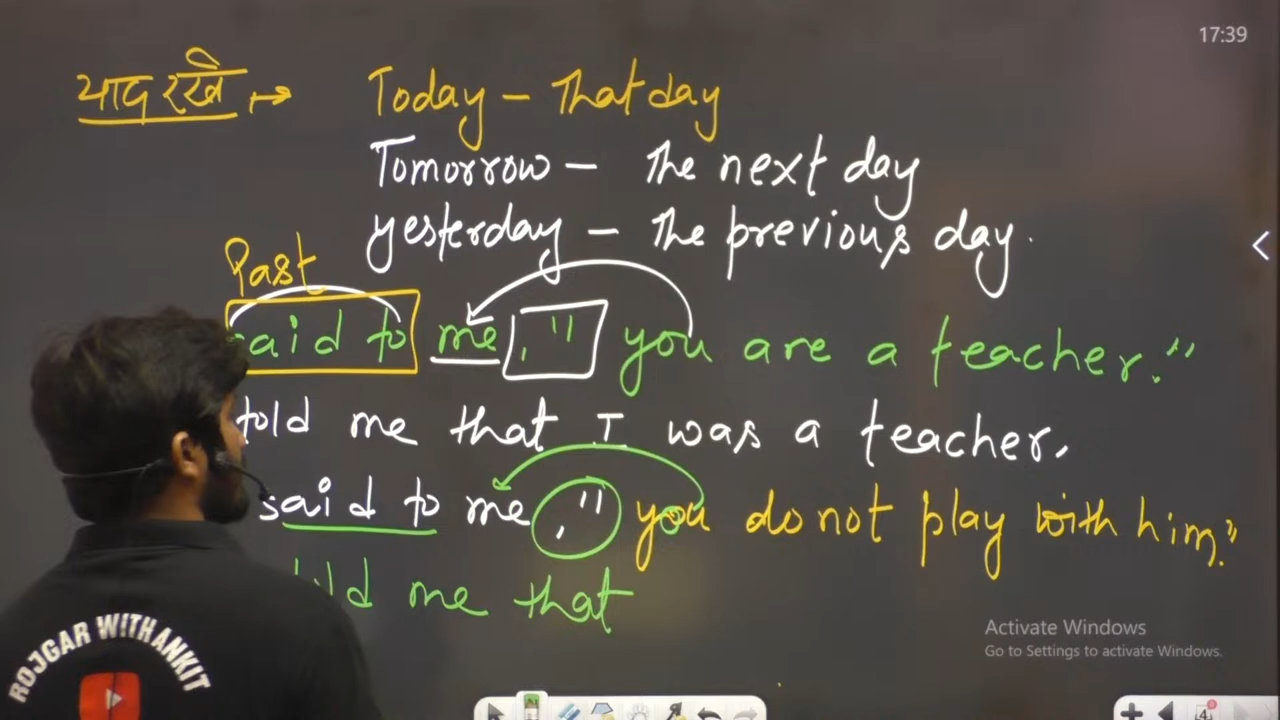 17:39
याद रखें → Today - That day
Tomorrow - The next day
yesterday - The previous day.
Past
said to me," you are a teacher."
told me that I was a teacher.
said to me ," you do not play with him."
told me that
Activate Windows
Go to Settings to activate Windows.
ROJGAR WITH ANKIT
4